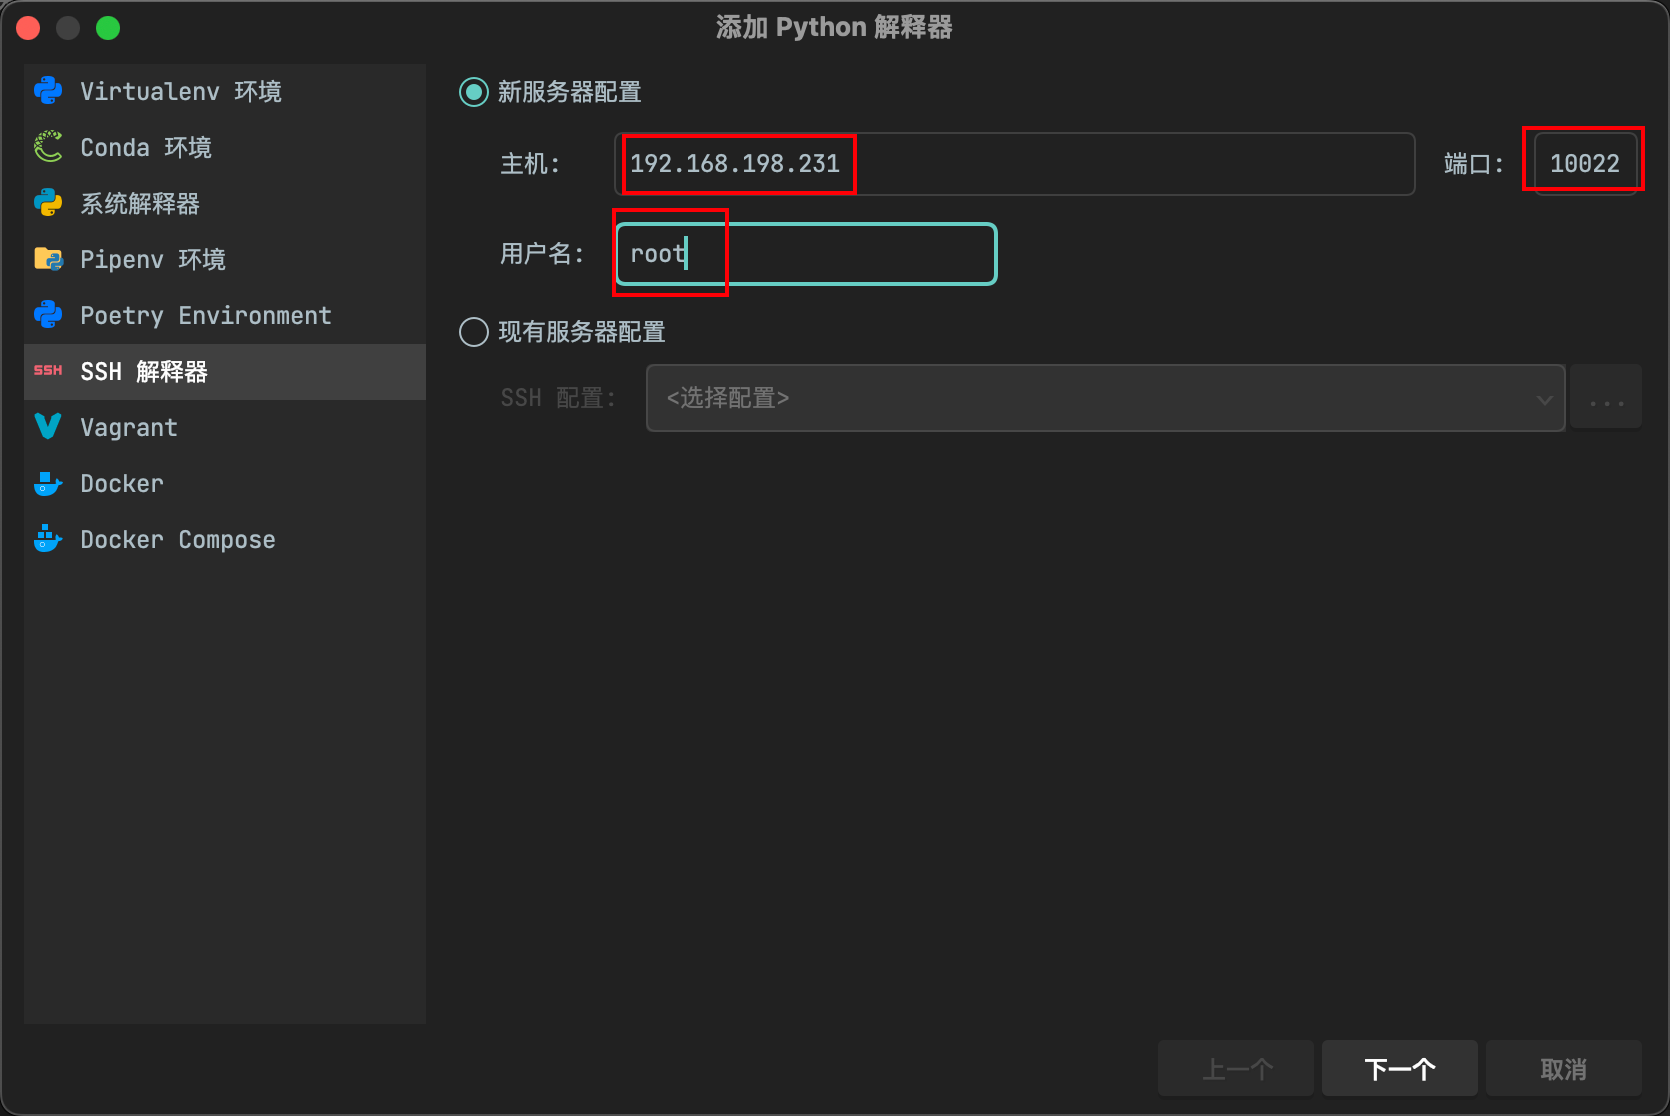 添加 Python 解释器
Virtualenv 环境
Conda 环境
系统解释器
Pipenv 环境
Poetry Environment
SSH SSH 解释器
Vagrant
Docker
Docker Compose
新服务器配置
主机: 192.168.198.231 端口: 10022
用户名: root
现有服务器配置
SSH 配置: <选择配置> ...
上一个 下一个 取消